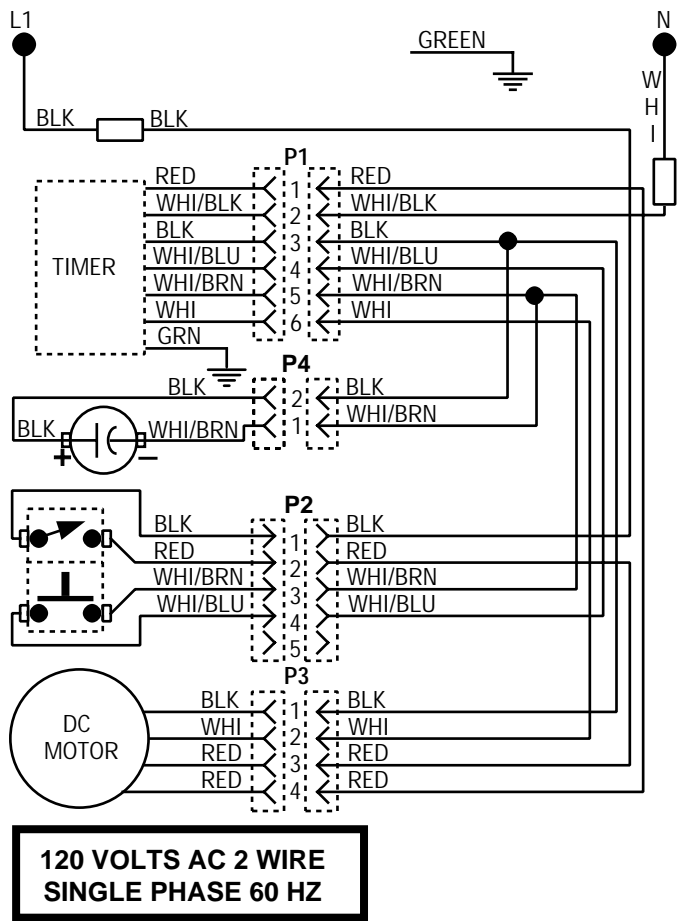 L1
N
GREEN
W
H
I
BLK BLK
P1
RED 1 RED
WHI/BLK 2 WHI/BLK
BLK 3 BLK
WHI/BLU 4 WHI/BLU
TIMER
WHI/BRN 5 WHI/BRN
WHI 6 WHI
GRN
P4
BLK 2 BLK
BLK + – WHI/BRN 1 WHI/BRN
P2
BLK 1 BLK
RED 2 RED
WHI/BRN 3 WHI/BRN
WHI/BLU 4 WHI/BLU
5
P3
BLK 1 BLK
WHI 2 WHI
DC
MOTOR
RED 3 RED
RED 4 RED
120 VOLTS AC 2 WIRE
SINGLE PHASE 60 HZ